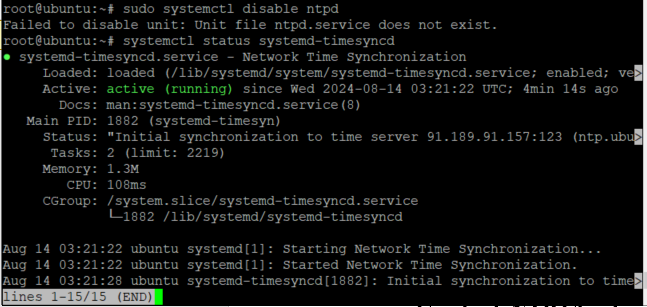 root@ubuntu:~# sudo systemctl disable ntpd
Failed to disable unit: Unit file ntpd.service does not exist.
root@ubuntu:~# systemctl status systemd-timesyncd
● systemd-timesyncd.service - Network Time Synchronization
     Loaded: loaded (/lib/systemd/system/systemd-timesyncd.service; enabled; ve>
     Active: active (running) since Wed 2024-08-14 03:21:22 UTC; 4min 14s ago
       Docs: man:systemd-timesyncd.service(8)
   Main PID: 1882 (systemd-timesyn)
     Status: "Initial synchronization to time server 91.189.91.157:123 (ntp.ubu>
      Tasks: 2 (limit: 2219)
     Memory: 1.3M
        CPU: 108ms
     CGroup: /system.slice/systemd-timesyncd.service
             └─1882 /lib/systemd/systemd-timesyncd

Aug 14 03:21:22 ubuntu systemd[1]: Starting Network Time Synchronization...
Aug 14 03:21:22 ubuntu systemd[1]: Started Network Time Synchronization.
Aug 14 03:21:28 ubuntu systemd-timesyncd[1882]: Initial synchronization to time>
lines 1-15/15 (END)